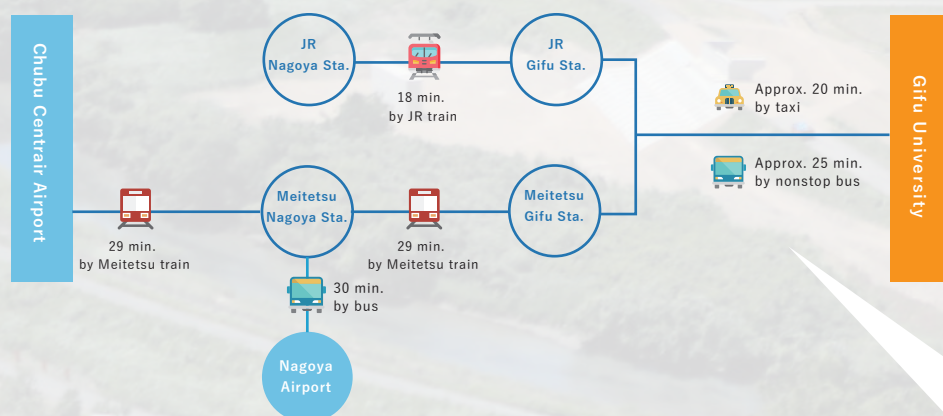 Chubu Centrair Airport
JR
Nagoya Sta.
18 min.
by JR train
JR
Gifu Sta.
29 min.
by Meitetsu train
Meitetsu
Nagoya Sta.
29 min.
by Meitetsu train
Meitetsu
Gifu Sta.
30 min.
by bus
Nagoya
Airport
Approx. 20 min.
by taxi
Approx. 25 min.
by nonstop bus
Gifu University